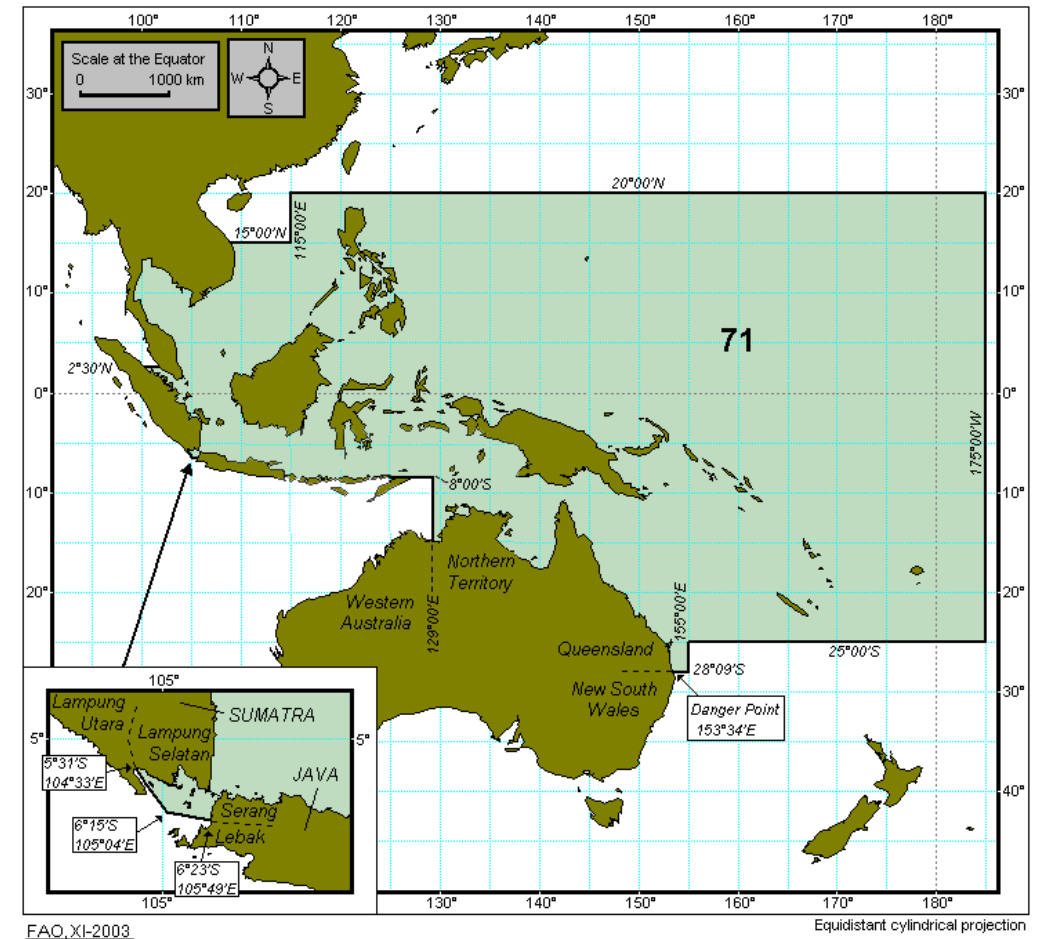 100° 110° 120° 130° 140° 150° 160° 170° 180°
Scale at the Equator
0 1000 km
N
W E
S
30° 30°
20°00'N
20° 20°
115°00'E
15°00'N
10° 10°
71
2°30'N
0° 0°
175°00'W
8°00'S
10° 10°
Northern
Territory
20° 20°
Western
Australia
129°00'E
155°00'E
Queensland
25°00'S
28°09'S
New South
Wales
30°
Danger Point
153°34'E
40°
105°
Lampung
Utara
SUMATRA
Lampung
Selatan
5° 5°
5°31'S
104°33'E
JAVA
Serang
Lebak
6°15'S
105°04'E
6°23'S
105°49'E
105°
110° 120° 130° 140° 150° 160° 170° 180°
FAO,XI-2003
Equidistant cylindrical projection